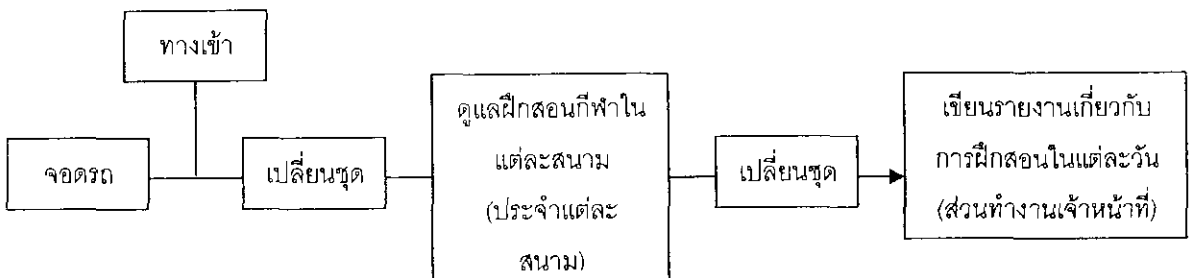 ทางเข้า
จอดรถ
เปลี่ยนชุด
ดูแลฝึกสอนกีฬาใน
แต่ละสนาม
(ประจำแต่ละ
สนาม)
เปลี่ยนชุด
เขียนรายงานเกี่ยวกับ
การฝึกสอนในแต่ละวัน
(ส่วนทำงานเจ้าหน้าที่)